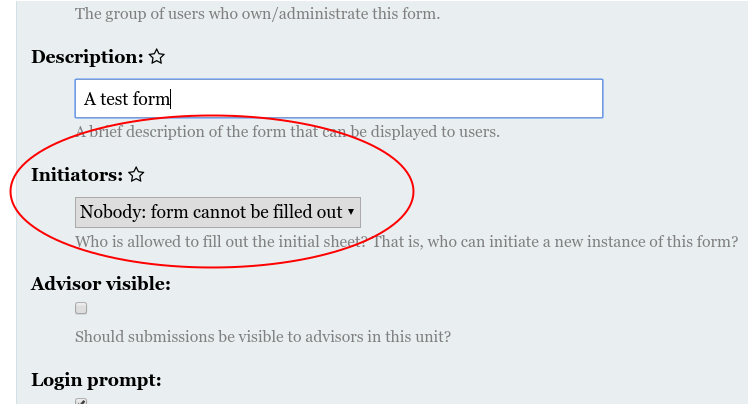 The group of users who own/administrate this form.
Description: ☆
A test form
A brief description of the form that can be displayed to users.
Initiators: ☆
Nobody: form cannot be filled out ▾
Who is allowed to fill out the initial sheet? That is, who can initiate a new instance of this form?
Advisor visible:
Should submissions be visible to advisors in this unit?
Login prompt: